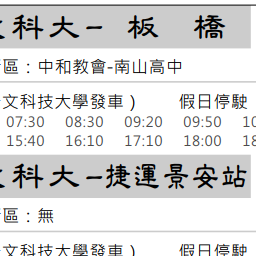 文科大－板 橋
區：中和教會-南山高中
文科技大學發車） 假日停駛
07:30 08:30 09:20 09:50
15:40 16:10 17:10 18:00
文科大－捷運景安站
區：無
文科技大學發車） 假日停駛